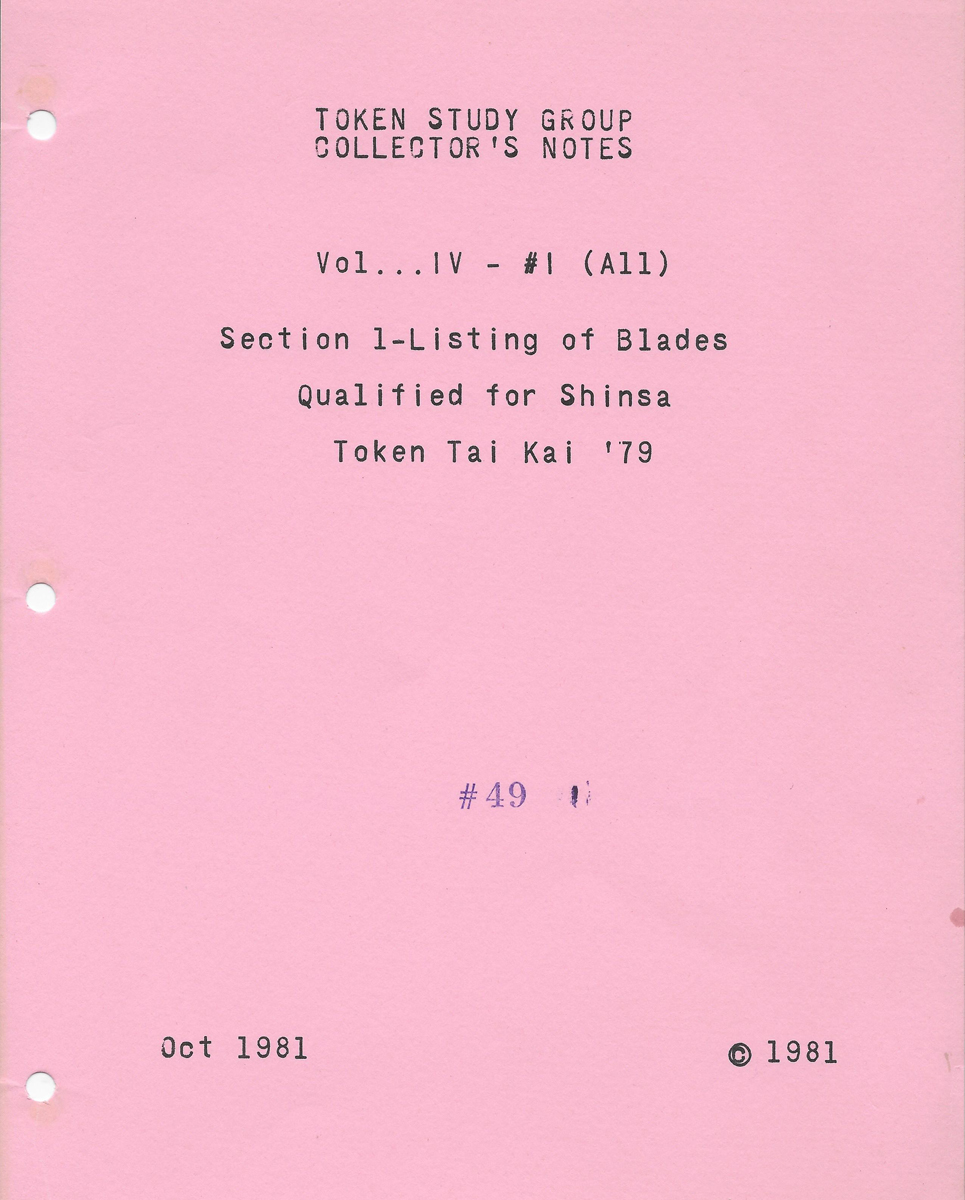 TOKEN STUDY GROUP
COLLECTOR'S NOTES
Vol...IV - #I (All)
Section 1-Listing of Blades
Qualified for Shinsa
Token Tai Kai '79
#49
Oct 1981
© 1981